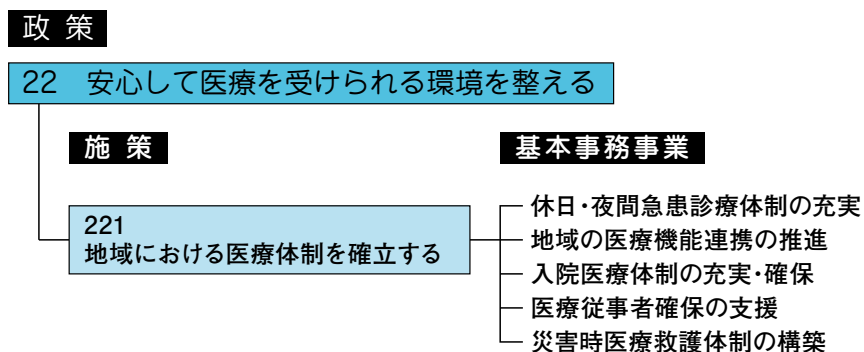 政策
22 安心して医療を受けられる環境を整える
施策
基本事務事業
221
地域における医療体制を確立する
休日・夜間急患診療体制の充実
地域の医療機能連携の推進
入院医療体制の充実・確保
医療従事者確保の支援
災害時医療救護体制の構築